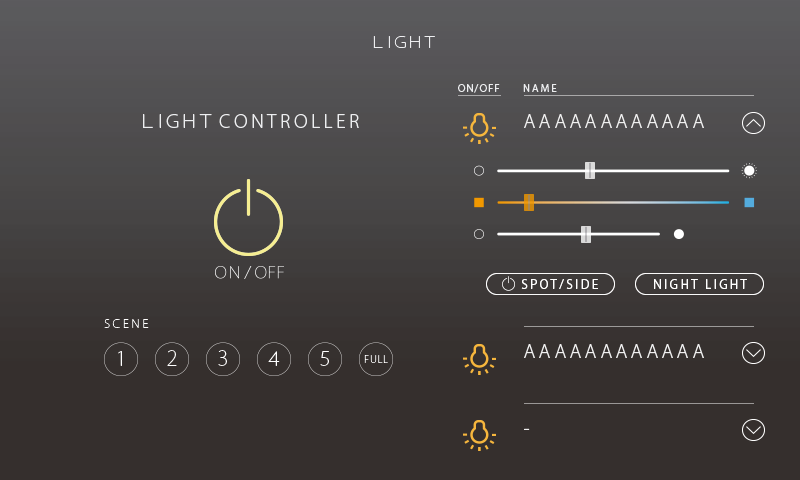 LIGHT
LIGHT CONTROLLER
ON/OFF
SCENE
1 2 3 4 5 FULL
ON/OFF NAME
AAAAAAAAAAAA
SPOT/SIDE NIGHT LIGHT
AAAAAAAAAAAA
-